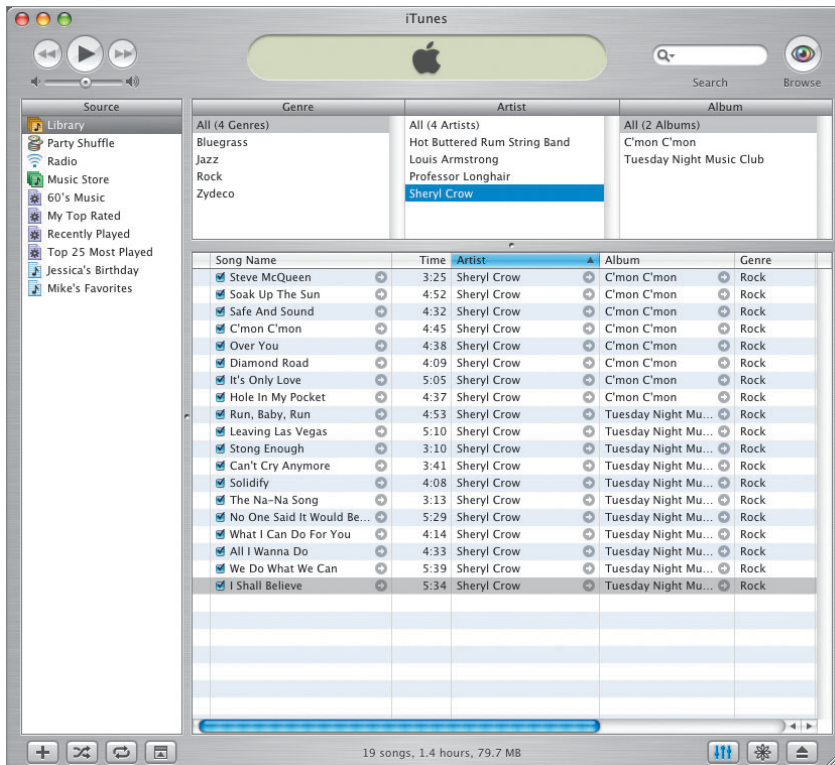 iTunes
Search
Browse
Source
Library
Party Shuffle
Radio
Music Store
60's Music
My Top Rated
Recently Played
Top 25 Most Played
Jessica's Birthday
Mike's Favorites
Genre Artist Album
All (4 Genres) All (4 Artists) All (2 Albums)
Bluegrass Hot Buttered Rum String Band C'mon C'mon
Jazz Louis Armstrong Tuesday Night Music Club
Rock Professor Longhair
Zydeco Sheryl Crow
Song Name Time Artist Album Genre
Steve McQueen 3:25 Sheryl Crow C'mon C'mon Rock
Soak Up The Sun 4:52 Sheryl Crow C'mon C'mon Rock
Safe And Sound 4:32 Sheryl Crow C'mon C'mon Rock
C'mon C'mon 4:45 Sheryl Crow C'mon C'mon Rock
Over You 4:38 Sheryl Crow C'mon C'mon Rock
Diamond Road 4:09 Sheryl Crow C'mon C'mon Rock
It's Only Love 5:05 Sheryl Crow C'mon C'mon Rock
Hole In My Pocket 4:37 Sheryl Crow C'mon C'mon Rock
Run, Baby, Run 4:53 Sheryl Crow Tuesday Night Mu... Rock
Leaving Las Vegas 5:10 Sheryl Crow Tuesday Night Mu... Rock
Stong Enough 3:10 Sheryl Crow Tuesday Night Mu... Rock
Can't Cry Anymore 3:41 Sheryl Crow Tuesday Night Mu... Rock
Solidify 4:08 Sheryl Crow Tuesday Night Mu... Rock
The Na-Na Song 3:13 Sheryl Crow Tuesday Night Mu... Rock
No One Said It Would Be... 5:29 Sheryl Crow Tuesday Night Mu... Rock
What I Can Do For You 4:14 Sheryl Crow Tuesday Night Mu... Rock
All I Wanna Do 4:33 Sheryl Crow Tuesday Night Mu... Rock
We Do What We Can 5:39 Sheryl Crow Tuesday Night Mu... Rock
I Shall Believe 5:34 Sheryl Crow Tuesday Night Mu... Rock
19 songs, 1.4 hours, 79.7 MB